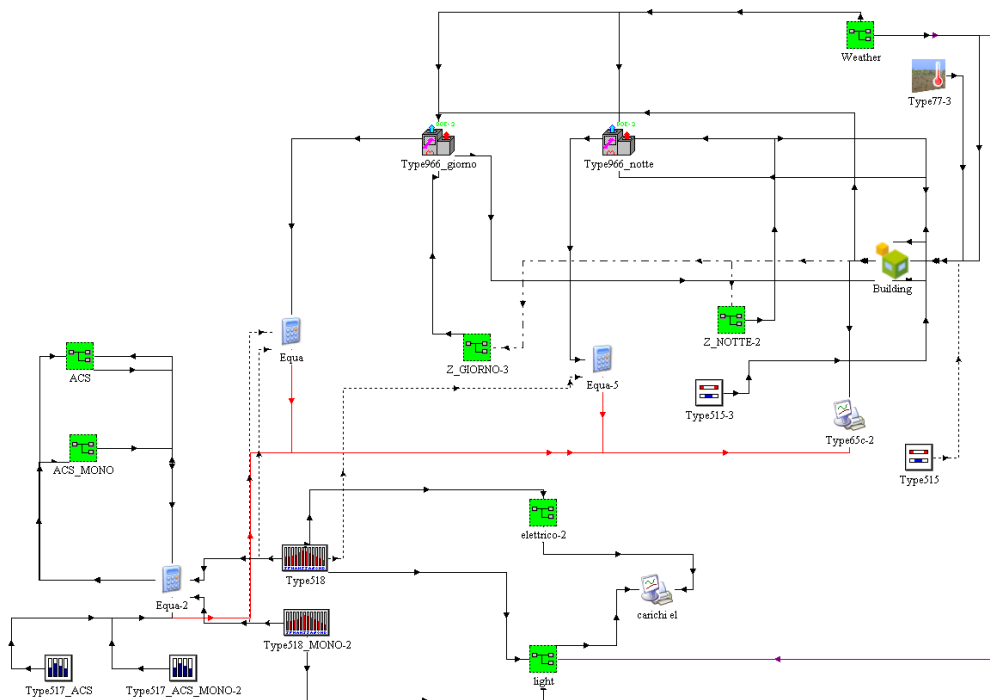 Weather
Type77-3
Type966_giorno
Type966_notte
Building
Equa
Z_NOTTE-2
Z_GIORNO-3
Equa-5
ACS
Type515-3
Type65c-2
ACS_MONO
Type515
elettrico-2
Type518
Equa-2
carichi el
Type518_MONO-2
light
Type517_ACS
Type517_ACS_MONO-2